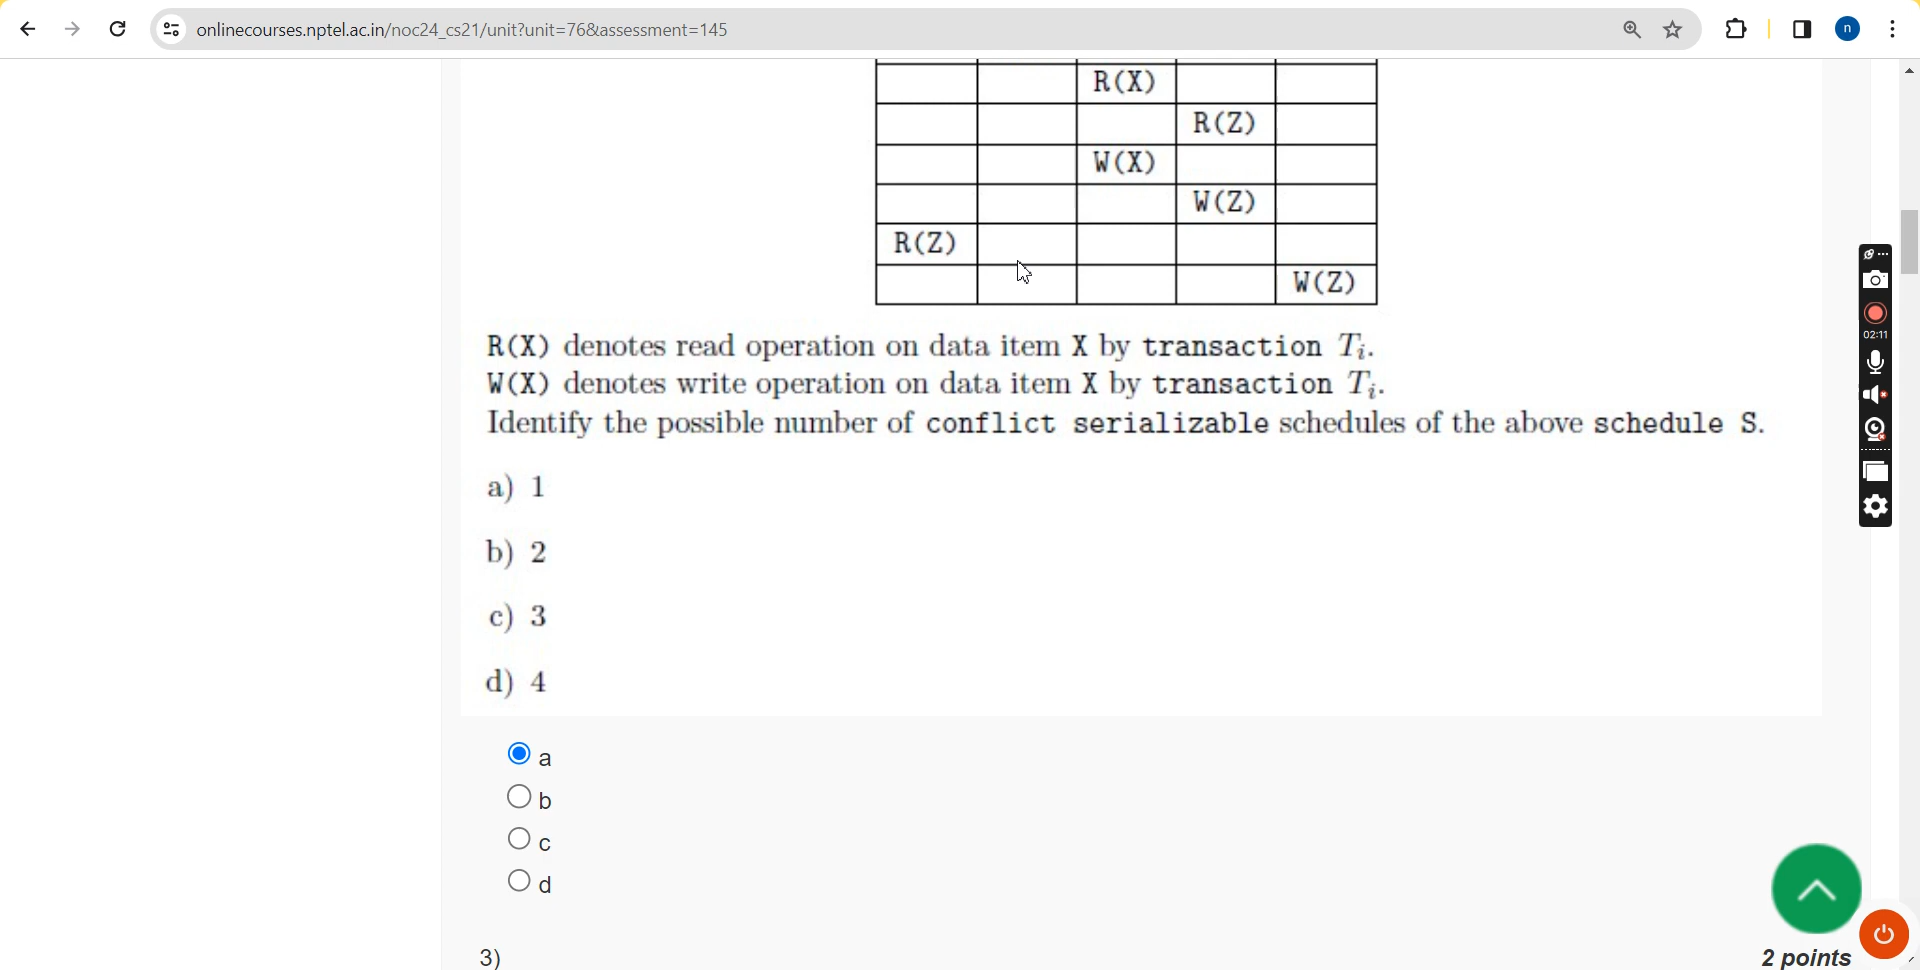 onlinecourses.nptel.ac.in/noc24_cs21/unit?unit=76&assessment=145
n
R(X)
R(Z)
W(X)
W(Z)
R(Z)
W(Z)
02:11
R(X) denotes read operation on data item X by transaction Ti.
W(X) denotes write operation on data item X by transaction Ti.
Identify the possible number of conflict serializable schedules of the above schedule S.
a) 1
b) 2
c) 3
d) 4
a
b
c
d
3)
2 points